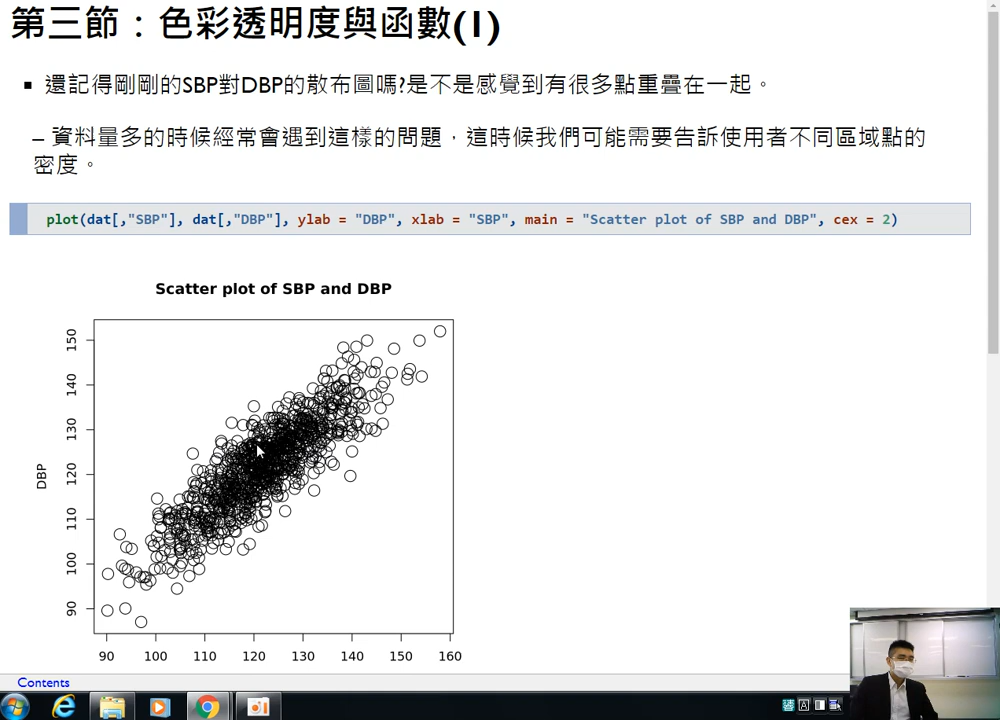 第三節：色彩透明度與函數(1)
▪ 還記得剛剛的SBP對DBP的散布圖嗎?是不是感覺到有很多點重疊在一起。
– 資料量多的時候經常會遇到這樣的問題，這時候我們可能需要告訴使用者不同區域點的
密度。
plot(dat[,"SBP"], dat[,"DBP"], ylab = "DBP", xlab = "SBP", main = "Scatter plot of SBP and DBP", cex = 2)
Scatter plot of SBP and DBP
150
140
130
120
110
100
90
DBP
90 100 110 120 130 140 150 160
Contents